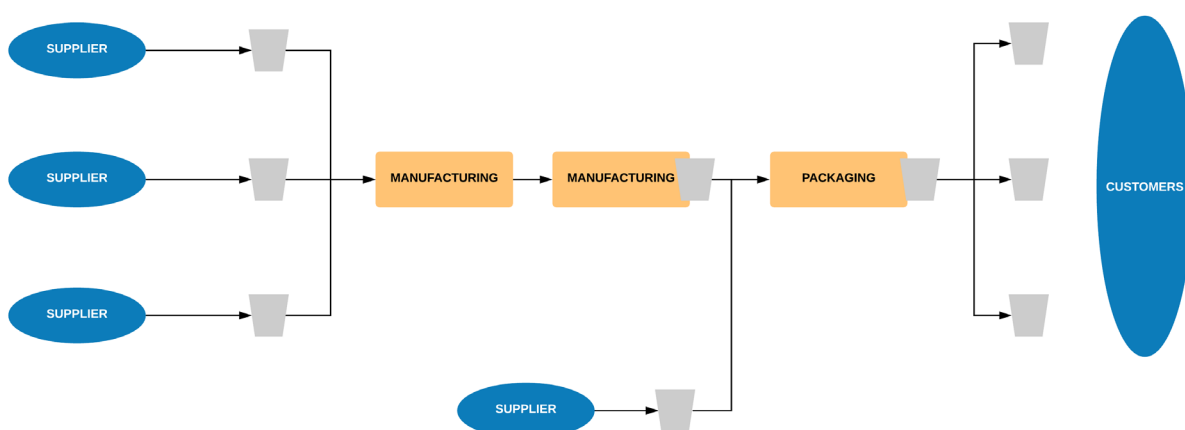 SUPPLIER
SUPPLIER
MANUFACTURING
MANUFACTURING
PACKAGING
CUSTOMERS
SUPPLIER
SUPPLIER